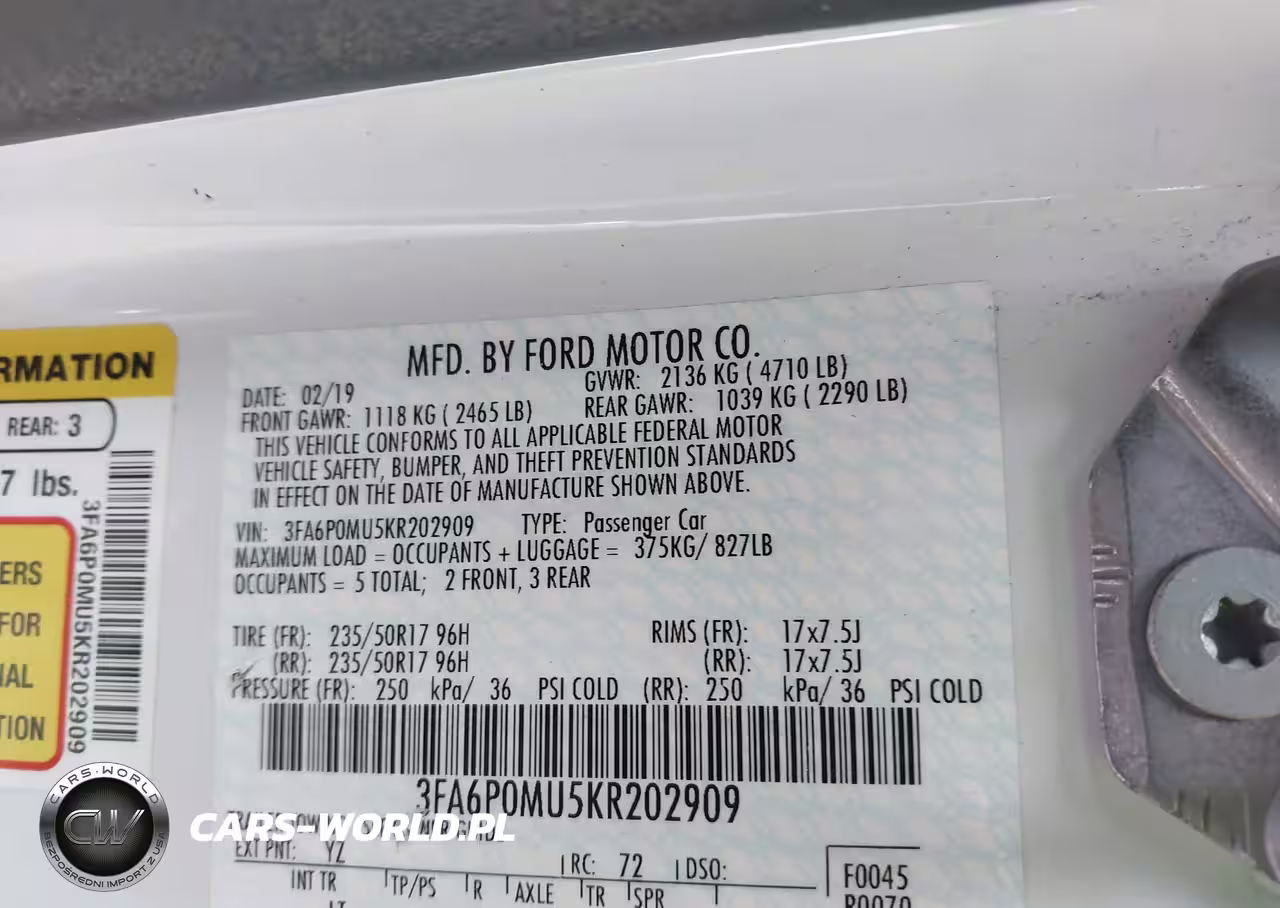 RMATION
REAR: 3
7 lbs.
ERS
FOR
IAL
TION
3FA6P0MU5KR202909
MFD. BY FORD MOTOR CO.
DATE: 02/19
GVWR: 2136 KG ( 4710 LB)
FRONT GAWR: 1118 KG ( 2465 LB)
REAR GAWR: 1039 KG ( 2290 LB)
THIS VEHICLE CONFORMS TO ALL APPLICABLE FEDERAL MOTOR
VEHICLE SAFETY, BUMPER, AND THEFT PREVENTION STANDARDS
IN EFFECT ON THE DATE OF MANUFACTURE SHOWN ABOVE.
VIN: 3FA6P0MU5KR202909 TYPE: Passenger Car
MAXIMUM LOAD = OCCUPANTS + LUGGAGE = 375KG/ 827LB
OCCUPANTS = 5 TOTAL; 2 FRONT, 3 REAR
TIRE (FR): 235/50R17 96H RIMS (FR): 17x7.5J
(RR): 235/50R17 96H (RR): 17x7.5J
PRESSURE (FR): 250 kPa/ 36 PSI COLD (RR): 250 kPa/ 36 PSI COLD
3FA6P0MU5KR202909
EXT PNT: YZ RC: 72 DSO:
INT TR TP/PS R AXLE TR SPR
F0045
CARS-WORLD
CW
BEZPOŚREDNI IMPORT Z USA
CARS-WORLD.PL